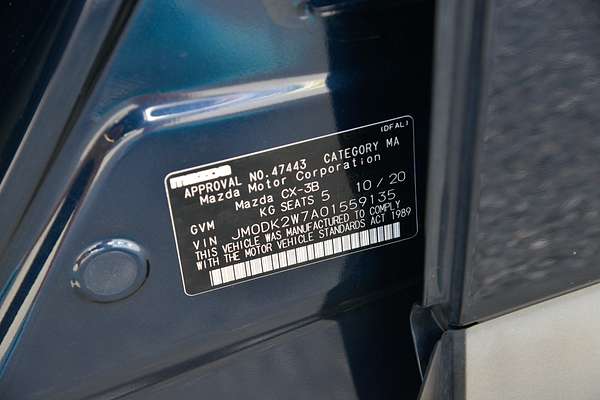 (DFAL)
APPROVAL NO.47443 CATEGORY MA
Mazda Motor Corporation
Mazda CX-3B 10/20
GVM KG SEATS 5
VIN JM0DK2W7A01559135
THIS VEHICLE WAS MANUFACTURED TO COMPLY
WITH THE MOTOR VEHICLE STANDARDS ACT 1989
H